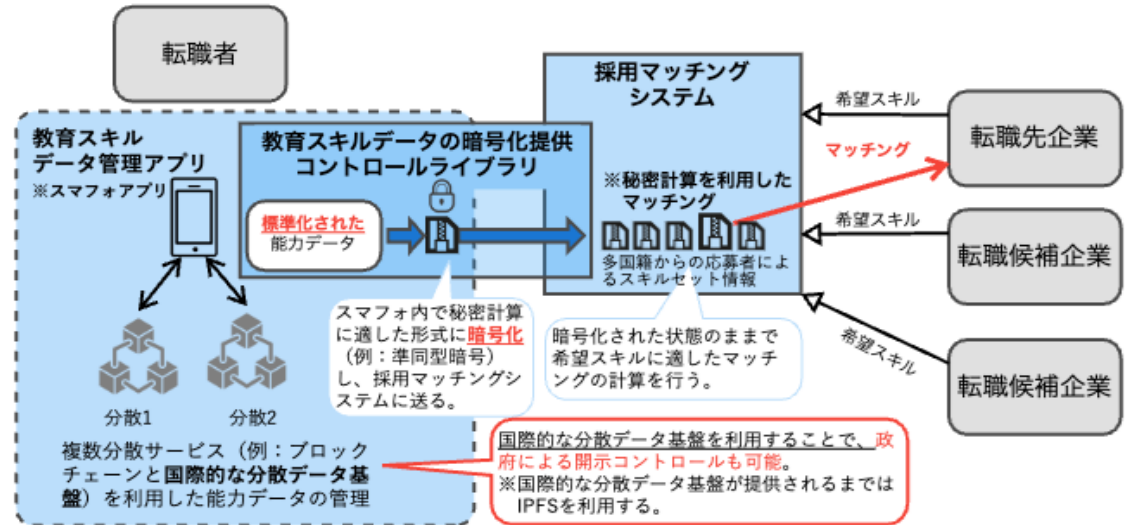 転職者
教育スキル
データ管理アプリ
※スマフォアプリ
教育スキルデータの暗号化提供
コントロールライブラリ
標準化された
能力データ
採用マッチング
システム
※秘密計算を利用した
マッチング
多国籍からの応募者によ
るスキルセット情報
希望スキル
マッチング
転職先企業
希望スキル
転職候補企業
希望スキル
転職候補企業
スマフォ内で秘密計算
に適した形式に暗号化
（例：準同型暗号）
し、採用マッチングシ
ステムに送る。
暗号化された状態のままで
希望スキルに適したマッチ
ングの計算を行う。
分散1
分散2
複数分散サービス（例：ブロック
チェーンと国際的な分散データ基
盤）を利用した能力データの管理
国際的な分散データ基盤を利用することで、政
府による開示コントロールも可能。
※国際的な分散データ基盤が提供されるまでは
IPFSを利用する。